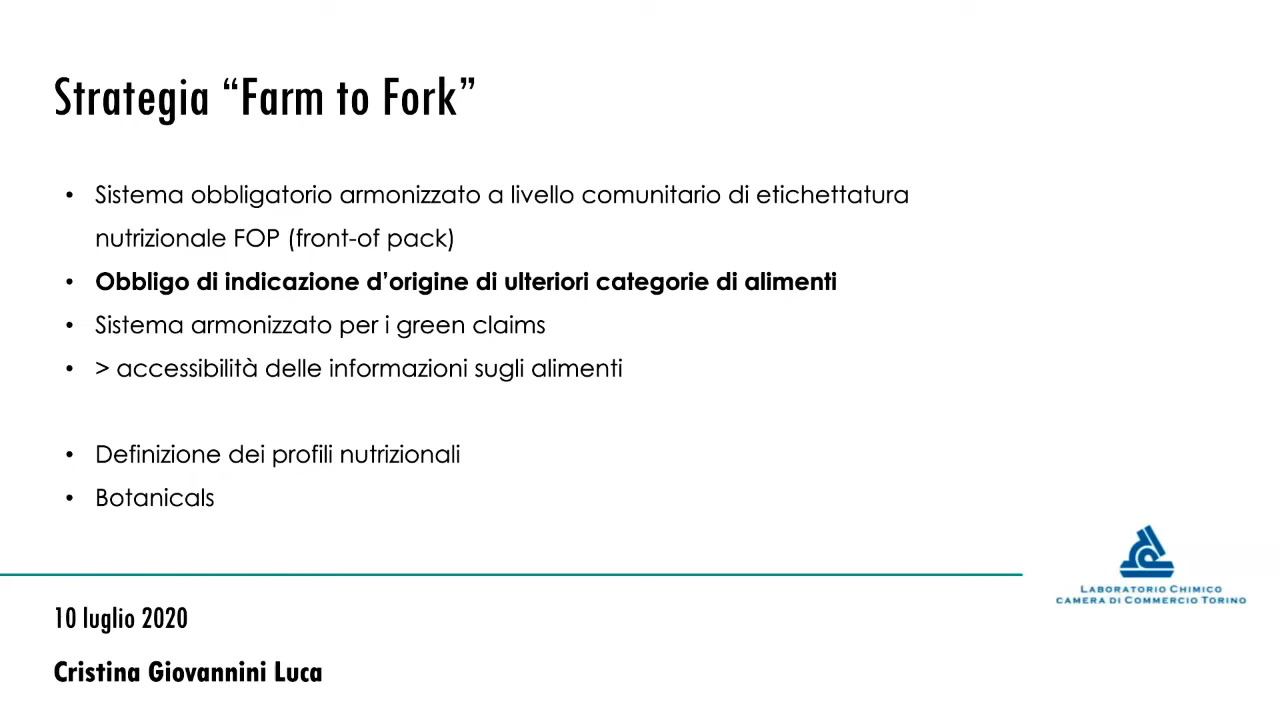 Strategia “Farm to Fork”
• Sistema obbligatorio armonizzato a livello comunitario di etichettatura
nutrizionale FOP (front-of pack)
• Obbligo di indicazione d’origine di ulteriori categorie di alimenti
• Sistema armonizzato per i green claims
• > accessibilità delle informazioni sugli alimenti
• Definizione dei profili nutrizionali
• Botanicals
LABORATORIO CHIMICO
CAMERA DI COMMERCIO TORINO
10 luglio 2020
Cristina Giovannini Luca